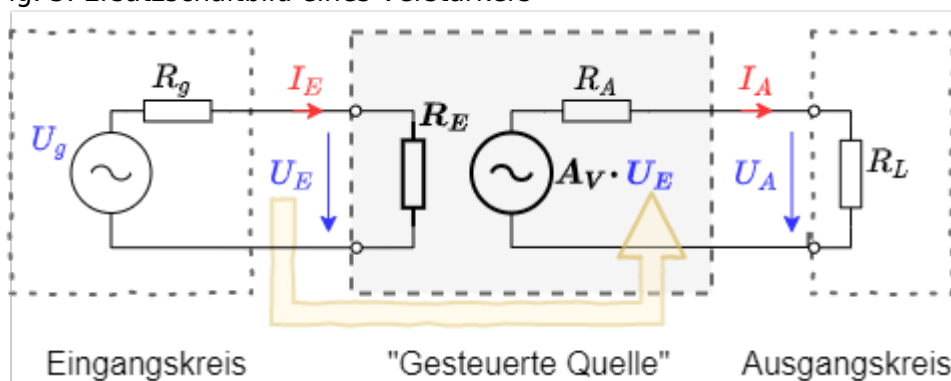 R_g I_E R_E R_A I_A
U_g U_E A_V · U_E U_A R_L
Eingangskreis "Gesteuerte Quelle" Ausgangskreis